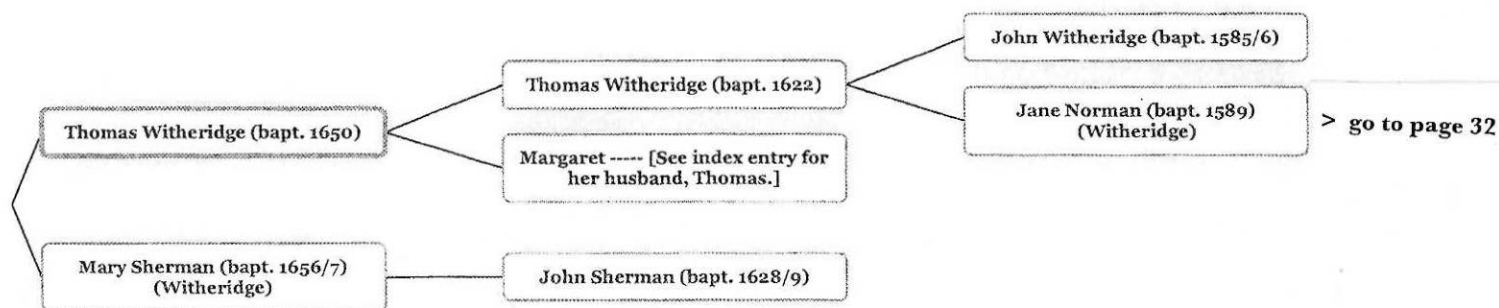 John Witheridge (bapt. 1585/6)
Thomas Witheridge (bapt. 1622)
Jane Norman (bapt. 1589)
(Witheridge)
> go to page 32
Thomas Witheridge (bapt. 1650)
Margaret ----- [See index entry for
her husband, Thomas.]
Mary Sherman (bapt. 1656/7)
(Witheridge)
John Sherman (bapt. 1628/9)